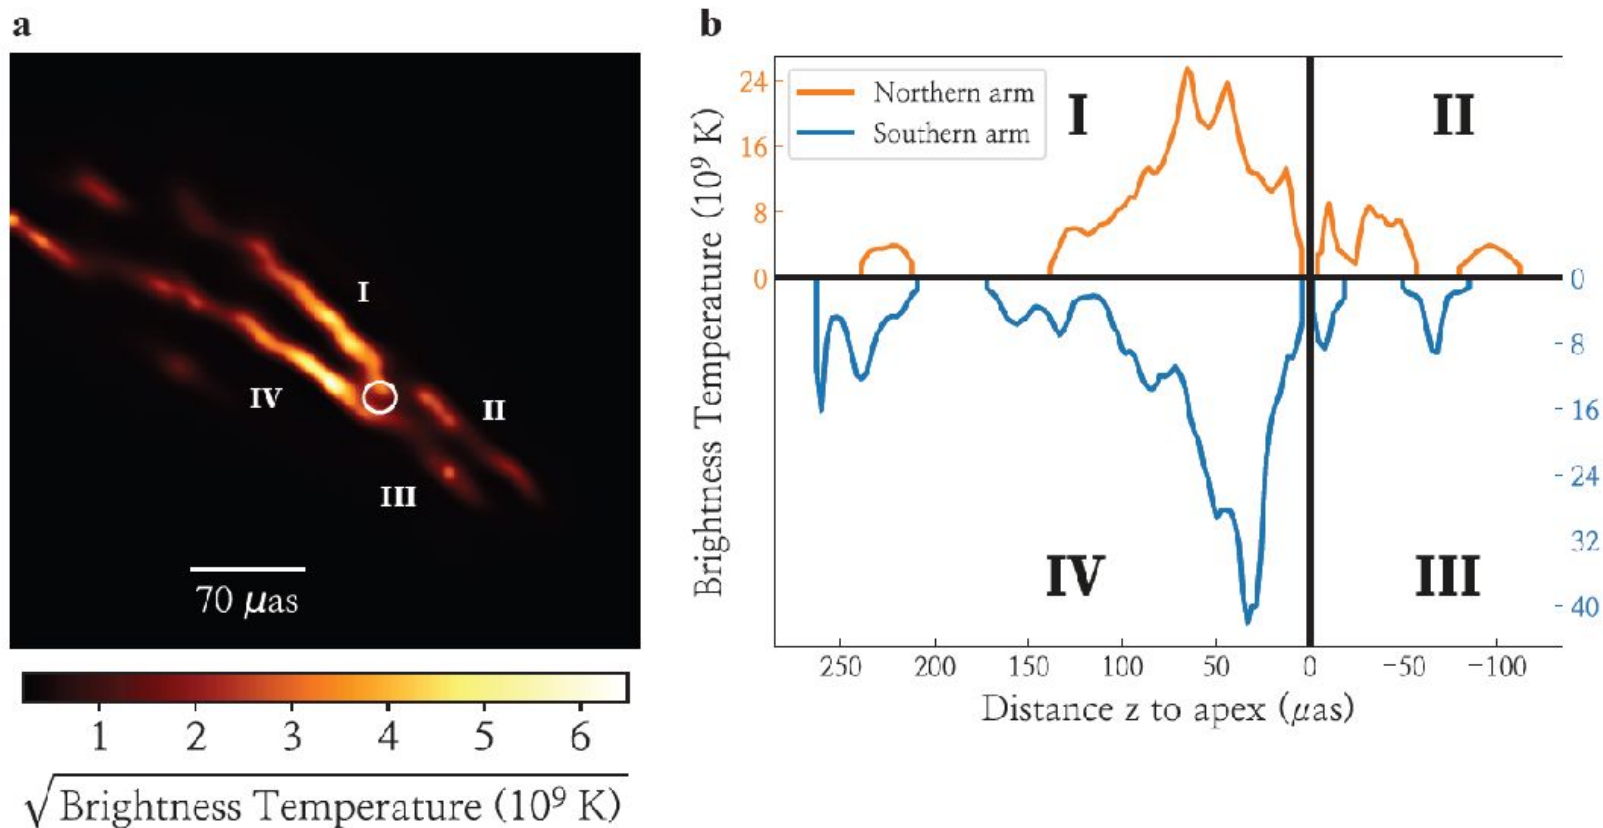 a
I
II
III
IV
70 μas
1 2 3 4 5 6
√Brightness Temperature (10⁹ K)
b
Northern arm
Southern arm
I
II
IV
III
Brightness Temperature (10⁹ K)
24
16
8
0
0
8
16
24
32
40
250 200 150 100 50 0 −50 −100
Distance z to apex (μas)